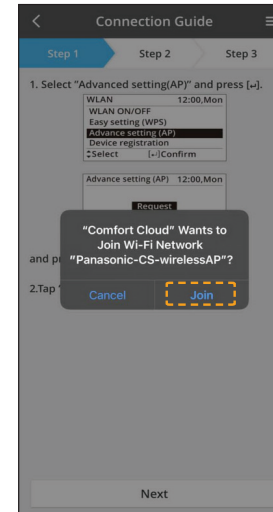 Connection Guide
Step 1
Step 2
Step 3
1. Select "Advanced setting(AP)" and press [↵].
WLAN 12:00,Mon
WLAN ON/OFF
Easy setting (WPS)
Advance setting (AP)
Device registration
Select [↵]Confirm
Advance setting (AP) 12:00,Mon
Request
"Comfort Cloud" Wants to
Join Wi-Fi Network
"Panasonic-CS-wirelessAP"?
and
2.Tap
Cancel
Join
Next